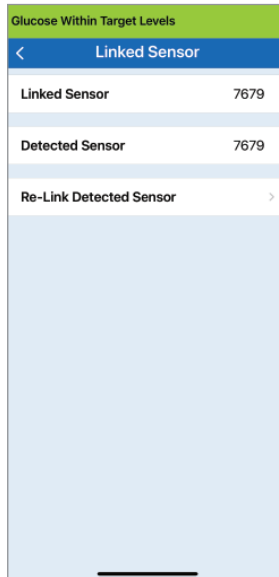 Glucose Within Target Levels
Linked Sensor
Linked Sensor 7679
Detected Sensor 7679
Re-Link Detected Sensor